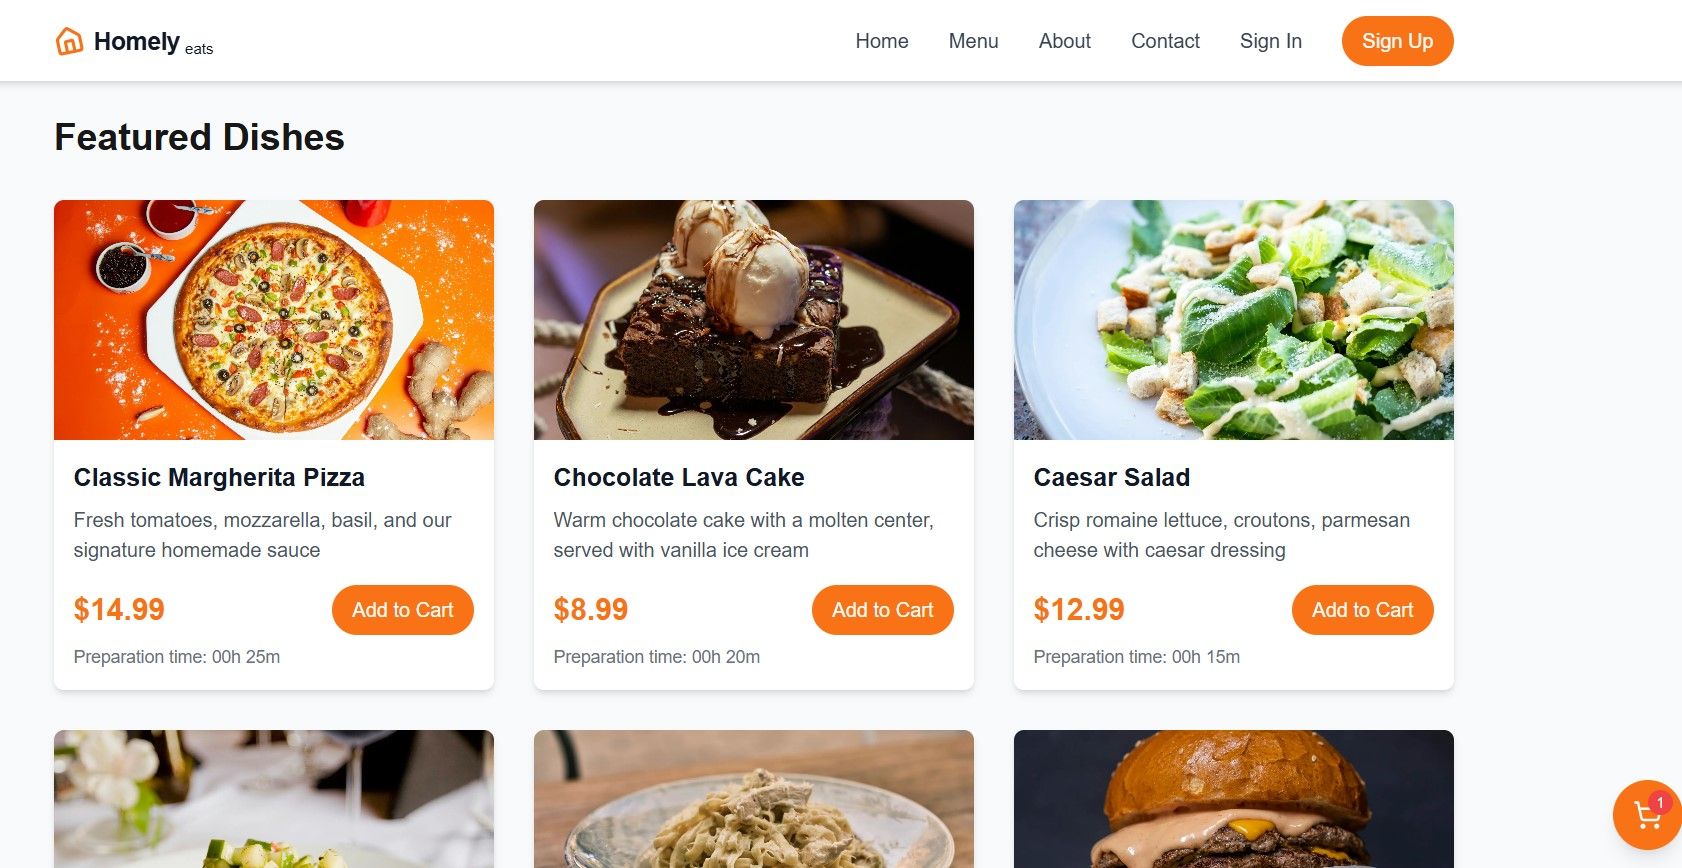 Homely eats
Home
Menu
About
Contact
Sign In
Sign Up
Featured Dishes
Classic Margherita Pizza
Fresh tomatoes, mozzarella, basil, and our
signature homemade sauce
$14.99
Add to Cart
Preparation time: 00h 25m
Chocolate Lava Cake
Warm chocolate cake with a molten center,
served with vanilla ice cream
$8.99
Add to Cart
Preparation time: 00h 20m
Caesar Salad
Crisp romaine lettuce, croutons, parmesan
cheese with caesar dressing
$12.99
Add to Cart
Preparation time: 00h 15m
1